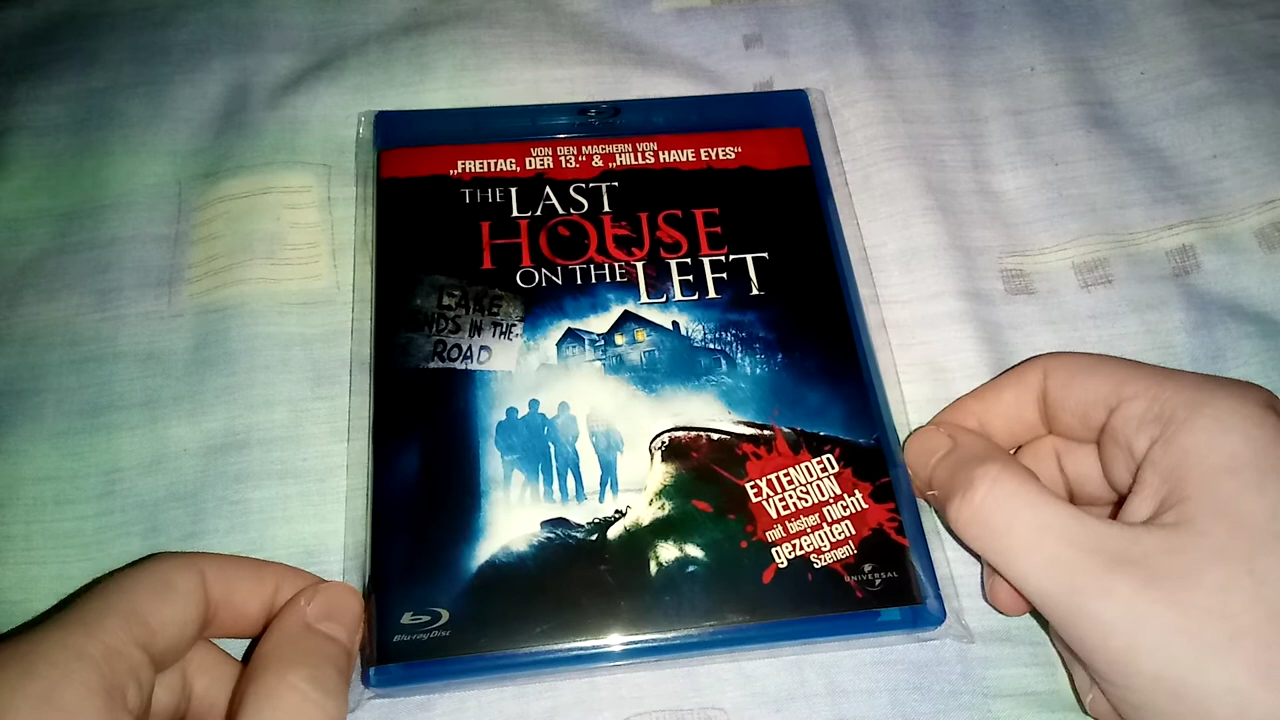 VON DEN MACHERN VON
„FREITAG, DER 13.“ & „HILLS HAVE EYES“
THE LAST
HOUSE
ON THE LEFT
LAKE
NDS IN THE
ROAD
EXTENDED
VERSION
mit bisher nicht
gezeigten
Szenen!
UNIVERSAL
Blu-ray Disc